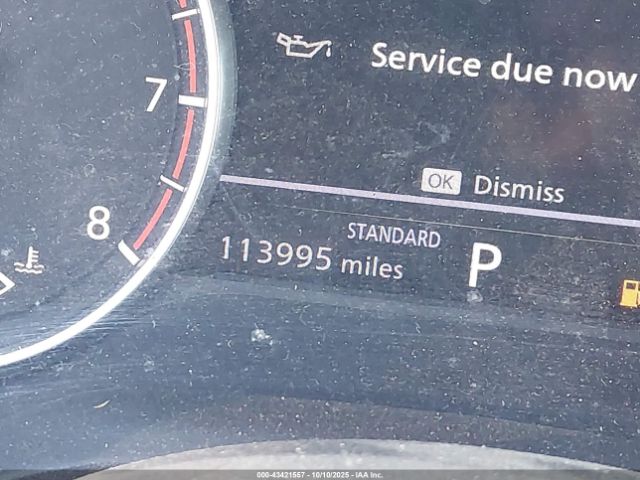 Service due now
7
OK Dismiss
8
STANDARD
113995 miles
P
000-43421557 | 10/10/2025 - IAA Inc.